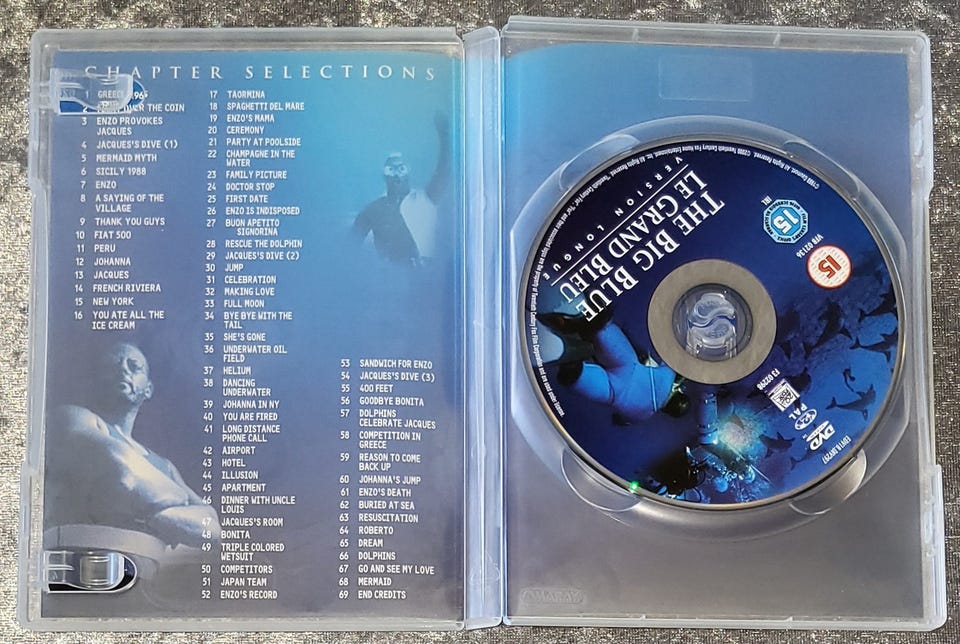 CHAPTER SELECTIONS
1 GREECE 1965
2 OVER THE COIN
3 ENZO PROVOKES
JACQUES
4 JACQUES'S DIVE (1)
5 MERMAID MYTH
6 SICILY 1988
7 ENZO
8 A SAYING OF THE
VILLAGE
9 THANK YOU GUYS
10 FIAT 500
11 PERU
12 JOHANNA
13 JACQUES
14 FRENCH RIVIERA
15 NEW YORK
16 YOU ATE ALL THE
ICE CREAM
17 TAORMINA
18 SPAGHETTI DEL MARE
19 ENZO'S MAMA
20 CEREMONY
21 PARTY AT POOLSIDE
22 CHAMPAGNE IN THE
WATER
23 FAMILY PICTURE
24 DOCTOR STOP
25 FIRST DATE
26 ENZO IS INDISPOSED
27 BUON APETITO
SIGNORINA
28 RESCUE THE DOLPHIN
29 JACQUES'S DIVE (2)
30 JUMP
31 CELEBRATION
32 MAKING LOVE
33 FULL MOON
34 BYE BYE WITH THE
TAIL
35 SHE'S GONE
36 UNDERWATER OIL
FIELD
37 HELIUM
38 DANCING
UNDERWATER
39 JOHANNA IN NY
40 YOU ARE FIRED
41 LONG DISTANCE
PHONE CALL
42 AIRPORT
43 HOTEL
44 ILLUSION
45 APARTMENT
46 DINNER WITH UNCLE
LOUIS
47 JACQUES'S ROOM
48 BONITA
49 TRIPLE COLORED
WETSUIT
50 COMPETITORS
51 JAPAN TEAM
52 ENZO'S RECORD
53 SANDWICH FOR ENZO
54 JACQUES'S DIVE (3)
55 400 FEET
56 GOODBYE BONITA
57 DOLPHINS
CELEBRATE JACQUES
58 COMPETITION IN
GREECE
59 REASON TO COME
BACK UP
60 JOHANNA'S JUMP
61 ENZO'S DEATH
62 BURIED AT SEA
63 RESUSCITATION
64 ROBERTO
65 DREAM
66 DOLPHINS
67 GO AND SEE MY LOVE
68 MERMAID
69 END CREDITS
THE BIG BLUE
LE GRAND BLEU
VERSION LONGUE
15
15
VFB 02136
F3 02298
PAL
DVD
AMARAY